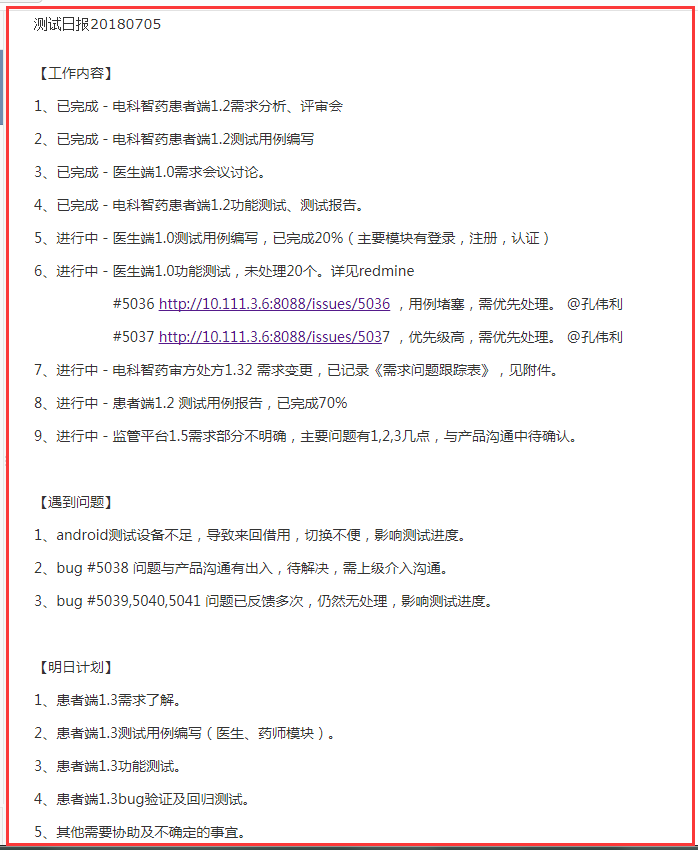 测试日报20180705
【工作内容】
1、已完成 - 电科智药患者端1.2需求分析、评审会
2、已完成 - 电科智药患者端1.2测试用例编写
3、已完成 - 医生端1.0需求会议讨论。
4、已完成 - 电科智药患者端1.2功能测试、测试报告。
5、进行中 - 医生端1.0测试用例编写，已完成20%（主要模块有登录，注册，认证）
6、进行中 - 医生端1.0功能测试，未处理20个。详见redmine
#5036 http://10.111.3.6:8088/issues/5036 ，用例堵塞，需优先处理。 @孔伟利
#5037 http://10.111.3.6:8088/issues/5037 ，优先级高，需优先处理。 @孔伟利
7、进行中 - 电科智药审方处方1.32 需求变更，已记录《需求问题跟踪表》，见附件。
8、进行中 - 患者端1.2 测试用例报告，已完成70%
9、进行中 - 监管平台1.5需求部分不明确，主要问题有1,2,3几点，与产品沟通中待确认。
【遇到问题】
1、android测试设备不足，导致来回借用，切换不便，影响测试进度。
2、bug #5038 问题与产品沟通有出入，待解决，需上级介入沟通。
3、bug #5039,5040,5041 问题已反馈多次，仍然无处理，影响测试进度。
【明日计划】
1、患者端1.3需求了解。
2、患者端1.3测试用例编写（医生、药师模块）。
3、患者端1.3功能测试。
4、患者端1.3bug验证及回归测试。
5、其他需要协助及不确定的事宜。